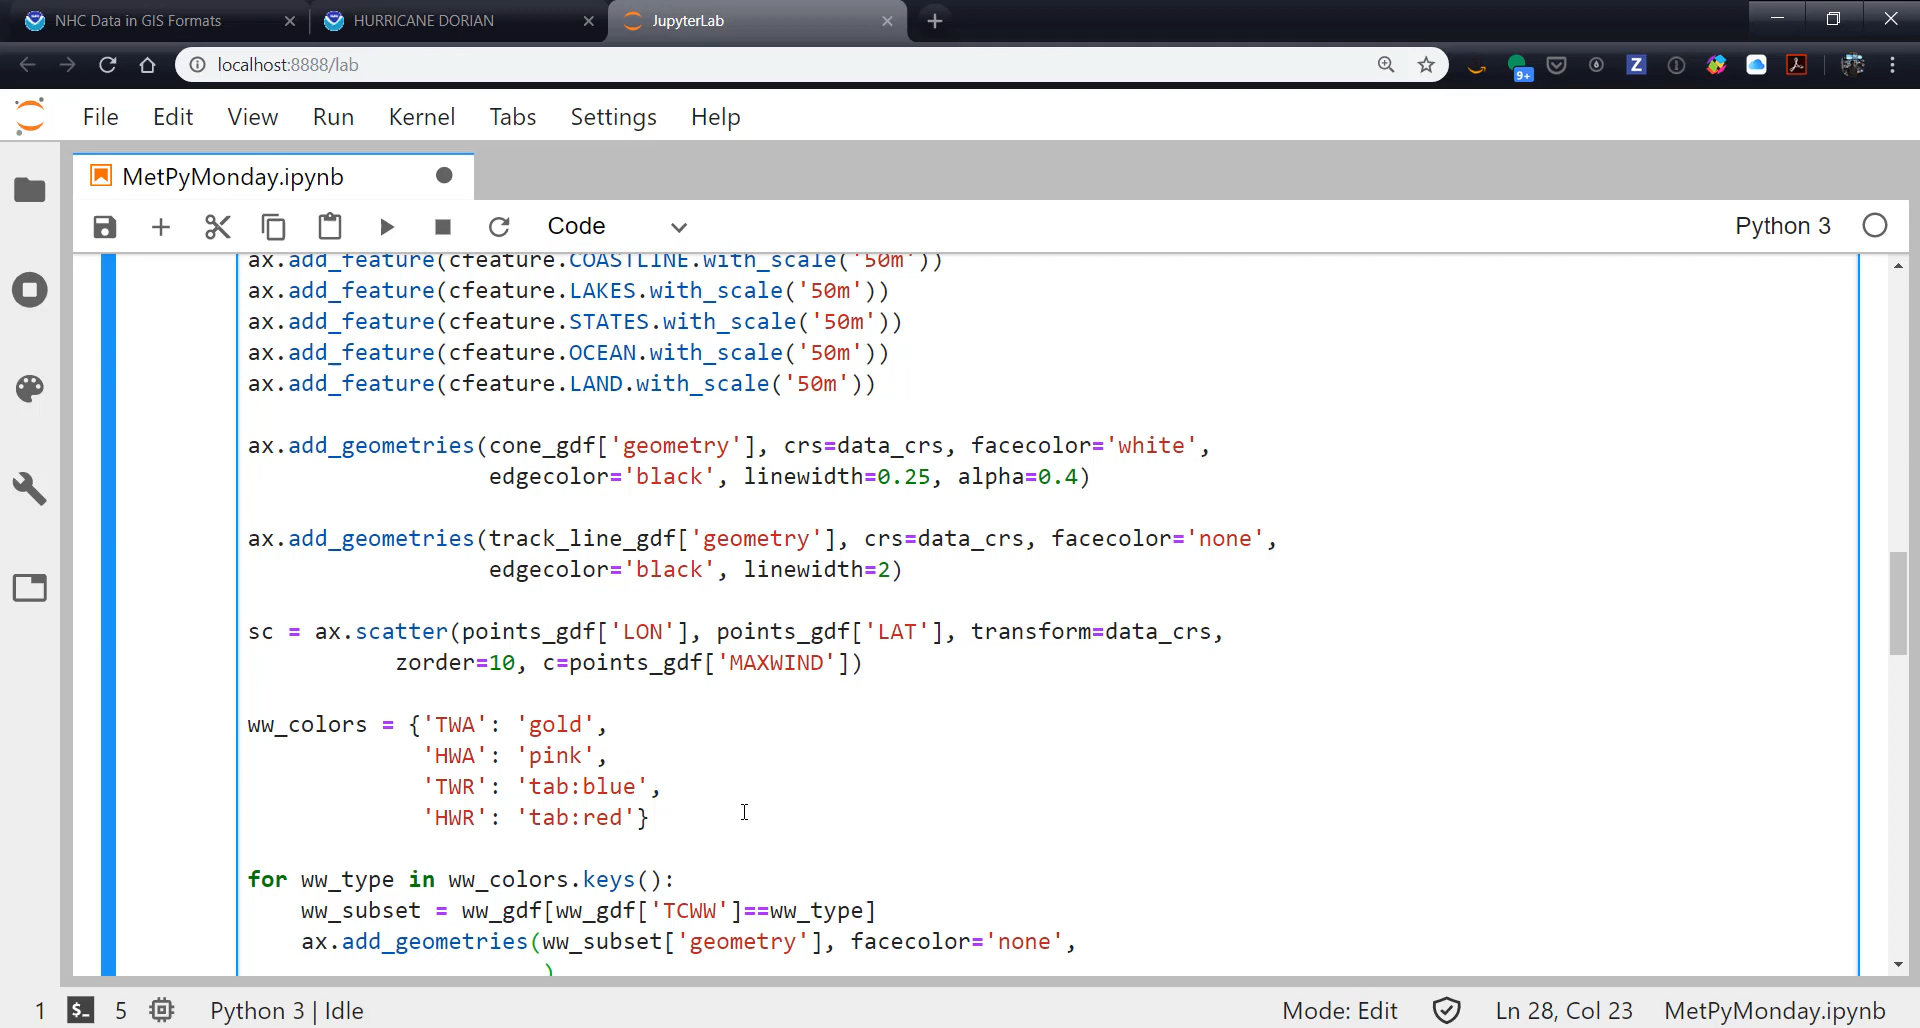 NHC Data in GIS Formats
HURRICANE DORIAN
JupyterLab
localhost:8888/lab
9+
Z
File Edit View Run Kernel Tabs Settings Help
MetPyMonday.ipynb
Code
Python 3
ax.add_feature(cfeature.COASTLINE.with_scale('50m'))
ax.add_feature(cfeature.LAKES.with_scale('50m'))
ax.add_feature(cfeature.STATES.with_scale('50m'))
ax.add_feature(cfeature.OCEAN.with_scale('50m'))
ax.add_feature(cfeature.LAND.with_scale('50m'))
ax.add_geometries(cone_gdf['geometry'], crs=data_crs, facecolor='white',
edgecolor='black', linewidth=0.25, alpha=0.4)
ax.add_geometries(track_line_gdf['geometry'], crs=data_crs, facecolor='none',
edgecolor='black', linewidth=2)
sc = ax.scatter(points_gdf['LON'], points_gdf['LAT'], transform=data_crs,
zorder=10, c=points_gdf['MAXWIND'])
ww_colors = {'TWA': 'gold',
'HWA': 'pink',
'TWR': 'tab:blue',
'HWR': 'tab:red'}
for ww_type in ww_colors.keys():
ww_subset = ww_gdf[ww_gdf['TCWW']==ww_type]
ax.add_geometries(ww_subset['geometry'], facecolor='none',
)
1 $_ 5 Python 3 | Idle Mode: Edit Ln 28, Col 23 MetPyMonday.ipynb